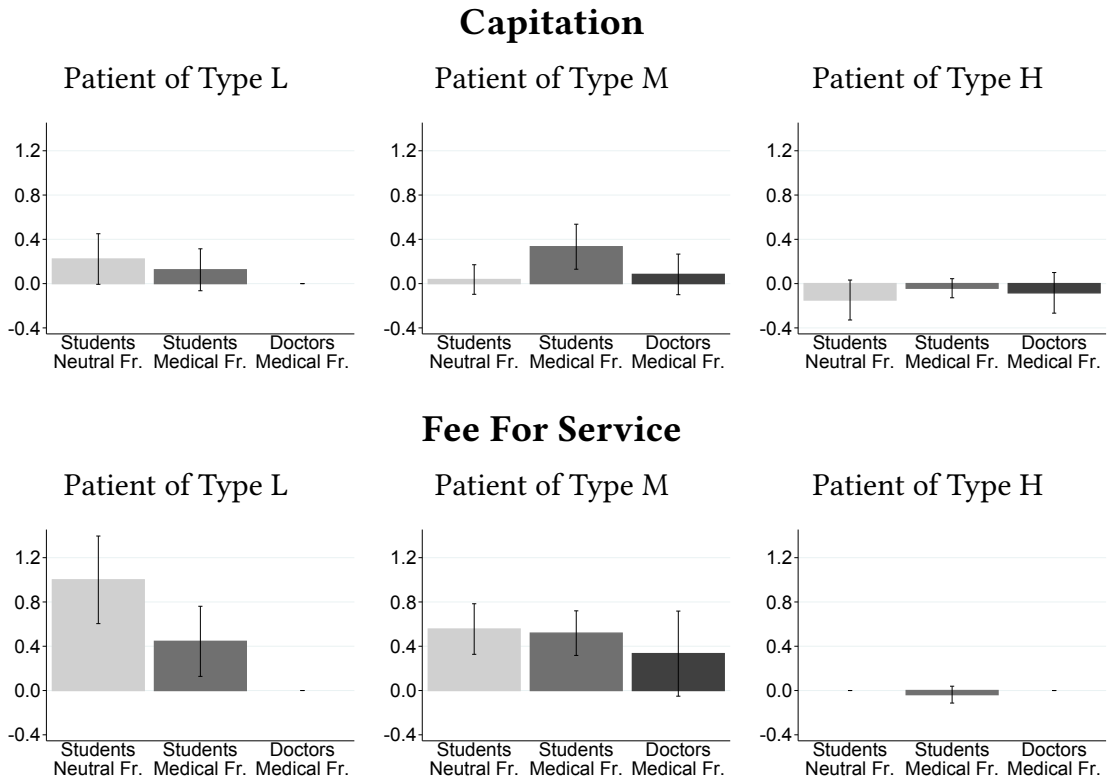 Capitation
Patient of Type L
Patient of Type M
Patient of Type H
1.2
0.8
0.4
0.0
-0.4
Students Neutral Fr.
Students Medical Fr.
Doctors Medical Fr.
1.2
0.8
0.4
0.0
-0.4
Students Neutral Fr.
Students Medical Fr.
Doctors Medical Fr.
1.2
0.8
0.4
0.0
-0.4
Students Neutral Fr.
Students Medical Fr.
Doctors Medical Fr.
Fee For Service
Patient of Type L
Patient of Type M
Patient of Type H
1.2
0.8
0.4
0.0
-0.4
Students Neutral Fr.
Students Medical Fr.
Doctors Medical Fr.
1.2
0.8
0.4
0.0
-0.4
Students Neutral Fr.
Students Medical Fr.
Doctors Medical Fr.
1.2
0.8
0.4
0.0
-0.4
Students Neutral Fr.
Students Medical Fr.
Doctors Medical Fr.